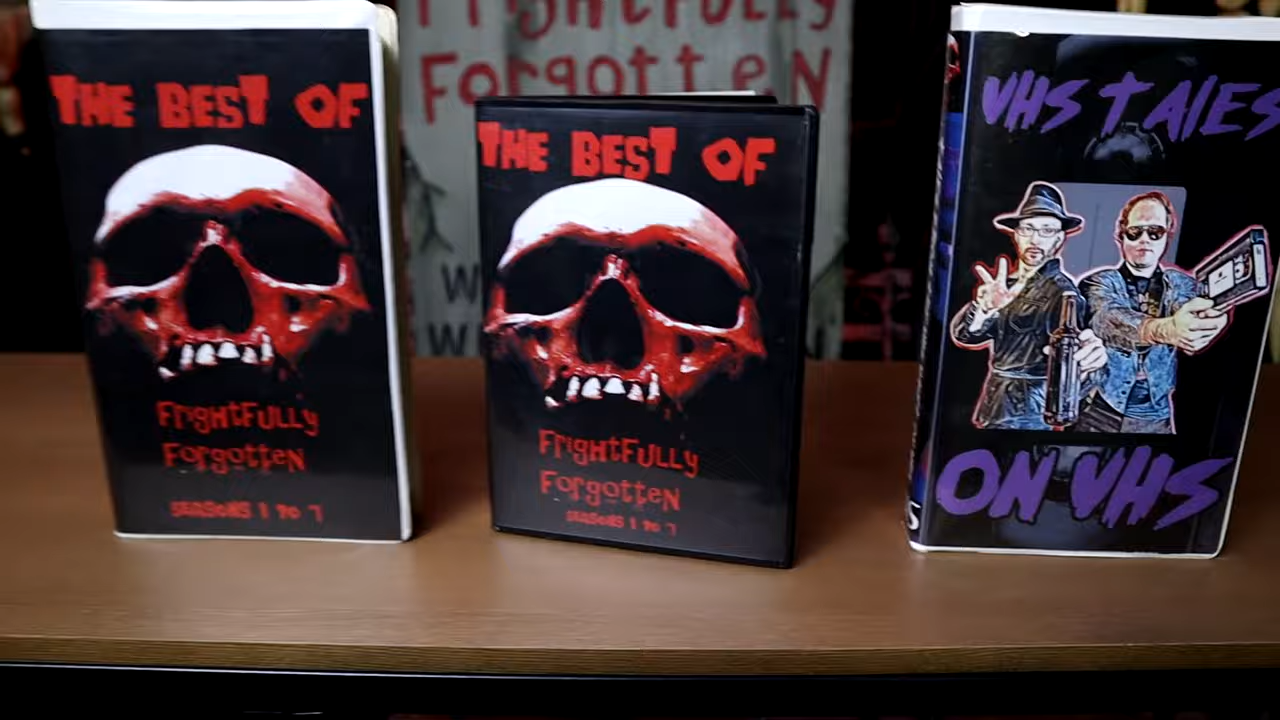 THE BEST OF
FrightFully
Forgotten
SEASONS 1 TO 7
FrightFully
Forgotten
THE BEST OF
FrightFully
Forgotten
SEASONS 1 TO 7
VHS TALES
ON VHS